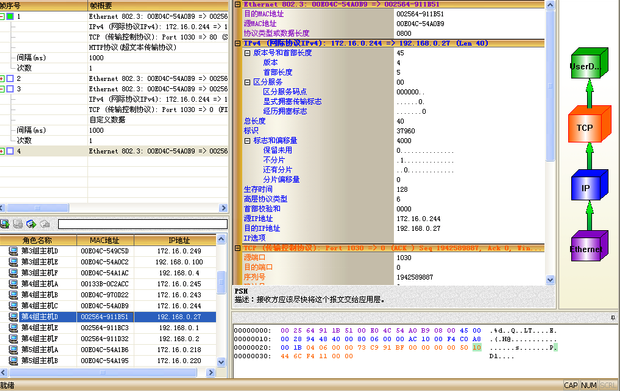 帧序号 帧概要
1 Ethernet 802.3: 00E04C-54A0B9 => 00256
IPv4 (网际协议IPv4): 172.16.0.244 => 1
TCP (传输控制协议): Port 1030 => 80 (S
HTTP协议(超文本传输协议)
间隔(ms) 1000
次数 1
2 Ethernet 802.3: 00E04C-54A0B9 => 00256
3 Ethernet 802.3: 00E04C-54A0B9 => 00256
IPv4 (网际协议IPv4): 172.16.0.244 => 1
TCP (传输控制协议): Port 1030 => 0 (FI
自定义数据
间隔(ms) 1000
次数 1
4 Ethernet 802.3: 00E04C-54A0B9 => 00256
角色名称 MAC地址 IP地址
第3组主机D 00E04C-549C5D 172.16.0.249
第3组主机E 00E04C-54A0C2 192.168.0.100
第3组主机F 00E04C-54A1AC 192.168.0.4
第4组主机A 00133B-0C2ACC 172.16.0.245
第4组主机B 00E04C-970D22 172.16.0.243
第4组主机C 00E04C-54A0B9 172.16.0.244
第4组主机D 002564-911B51 192.168.0.27
第4组主机E 002564-911BC3 192.168.0.1
第4组主机F 002564-911D32 192.168.0.2
第5组主机A 00E04C-54A1B6 172.16.0.218
第5组主机B 00E04C-54A195 172.16.0.220
Ethernet 802.3: 00E04C-54A0B9 => 002564-911B51
目的MAC地址 002564-911B51
源MAC地址 00E04C-54A0B9
协议类型或数据长度 0800
IPv4 (网际协议IPv4): 172.16.0.244 => 192.168.0.27 (Len 40)
版本号和首部长度 45
版本 4
首部长度 5
区分服务 00
区分服务码点 000000..
显式拥塞传输标志 ......0.
经历拥塞标志 .......0
总长度 40
标识 37960
标志和偏移量 4000
保留未用 0...............
不分片 .1..............
还有分片 ..0.............
分片偏移量 0
生存时间 128
高层协议类型 6
首部校验和 0000
源IP地址 172.16.0.244
目的IP地址 192.168.0.27
IP选项
TCP (传输控制协议): Port 1030 => 0 (ACK ) Seq 1942589887, Ack 0, Win
源端口 1030
目的端口 0
序列号 1942589887
PSH
描述：接收方应该尽快将这个报文交给应用层。
00000000: 00 25 64 91 1B 51 00 E0 4C 54 A0 B9 08 00 45 00 .%d..Q..LT....E.
00000010: 00 28 94 48 40 00 80 06 00 00 AC 10 00 F4 C0 A8 .(.H@...........
00000020: 00 1B 04 06 00 00 73 C9 91 BF 00 00 00 00 50 10 ......s.......P.
00000030: 44 6C F4 11 00 00 Dl....
UserD...
TCP
IP
Ethernet
就绪
CAP NUM SCRL